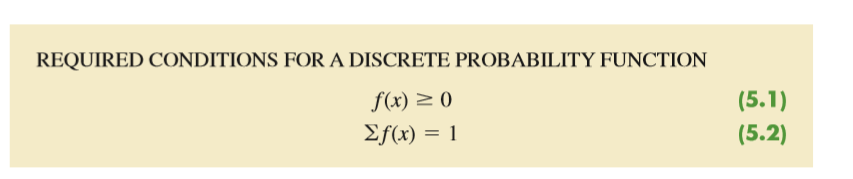 REQUIRED CONDITIONS FOR A DISCRETE PROBABILITY FUNCTION
f(x) ≥ 0 (5.1)
Σf(x) = 1 (5.2)